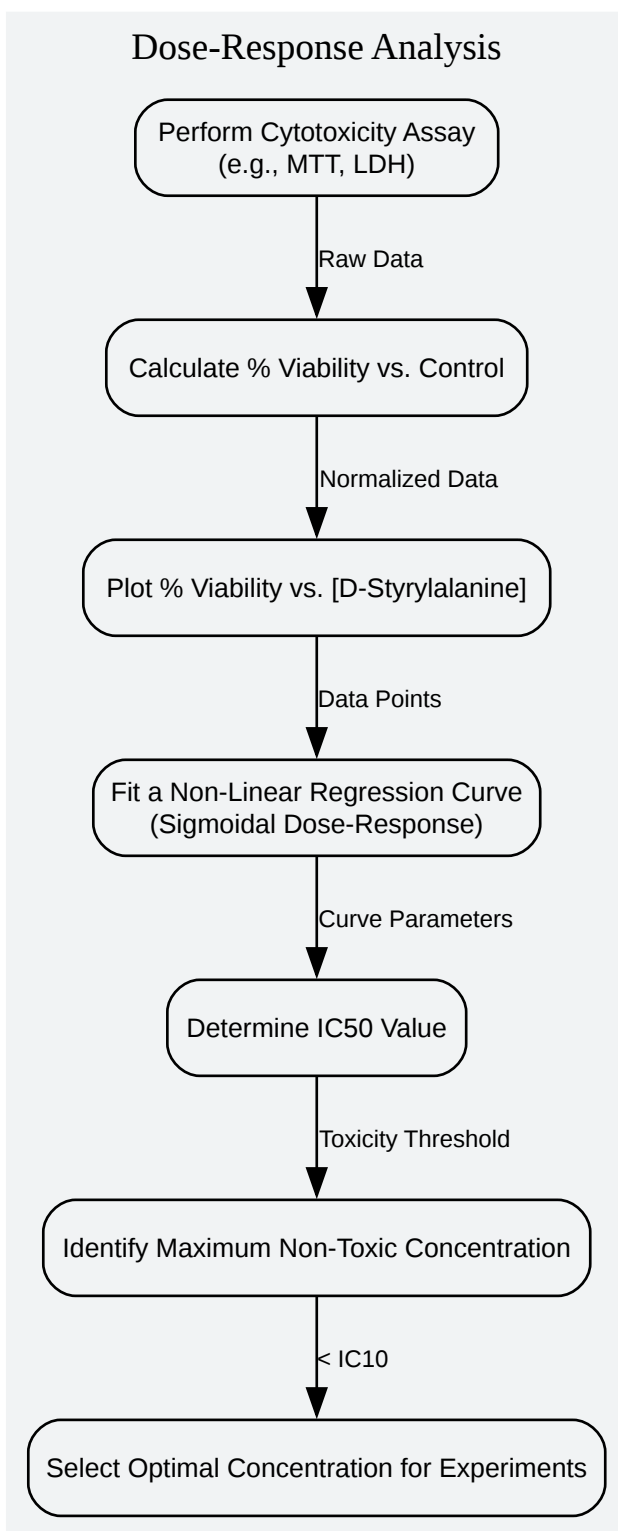 Dose-Response Analysis
Perform Cytotoxicity Assay
(e.g., MTT, LDH)
Raw Data
Calculate % Viability vs. Control
Normalized Data
Plot % Viability vs. [D-Styrylalanine]
Data Points
Fit a Non-Linear Regression Curve
(Sigmoidal Dose-Response)
Curve Parameters
Determine IC50 Value
Toxicity Threshold
Identify Maximum Non-Toxic Concentration
< IC10
Select Optimal Concentration for Experiments